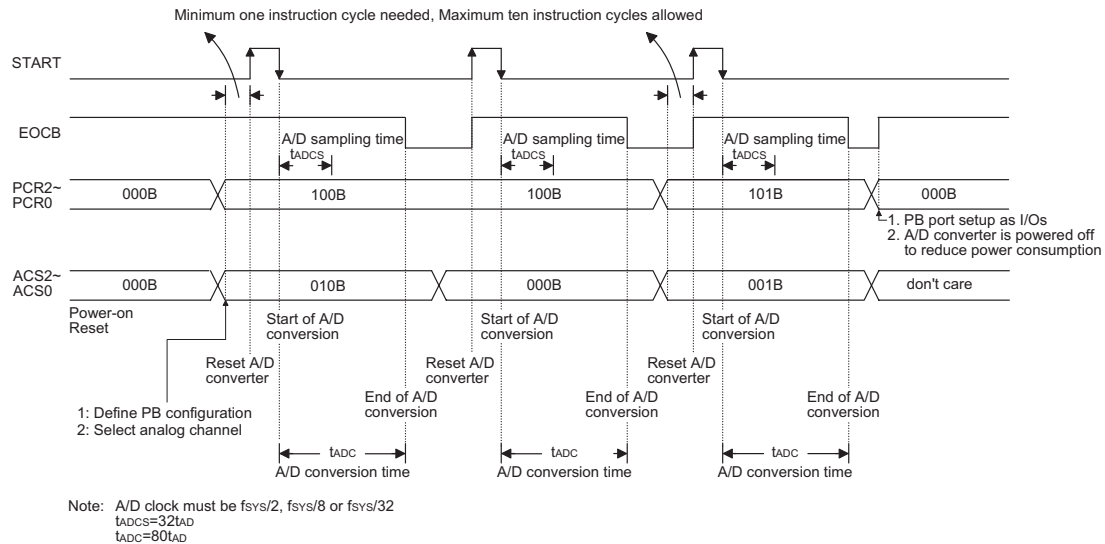 Minimum one instruction cycle needed, Maximum ten instruction cycles allowed
START
EOCB
A/D sampling time
tADCS
A/D sampling time
tADCS
A/D sampling time
tADCS
PCR2~
PCR0
000B
100B
100B
101B
000B
1. PB port setup as I/Os
2. A/D converter is powered off
to reduce power consumption
ACS2~
ACS0
000B
010B
000B
001B
don't care
Power-on
Reset
Start of A/D
conversion
Start of A/D
conversion
Start of A/D
conversion
Reset A/D
converter
Reset A/D
converter
Reset A/D
converter
1: Define PB configuration
2: Select analog channel
End of A/D
conversion
End of A/D
conversion
End of A/D
conversion
tADC
A/D conversion time
tADC
A/D conversion time
tADC
A/D conversion time
Note: A/D clock must be fSYS/2, fSYS/8 or fSYS/32
tADCS=32tAD
tADC=80tAD